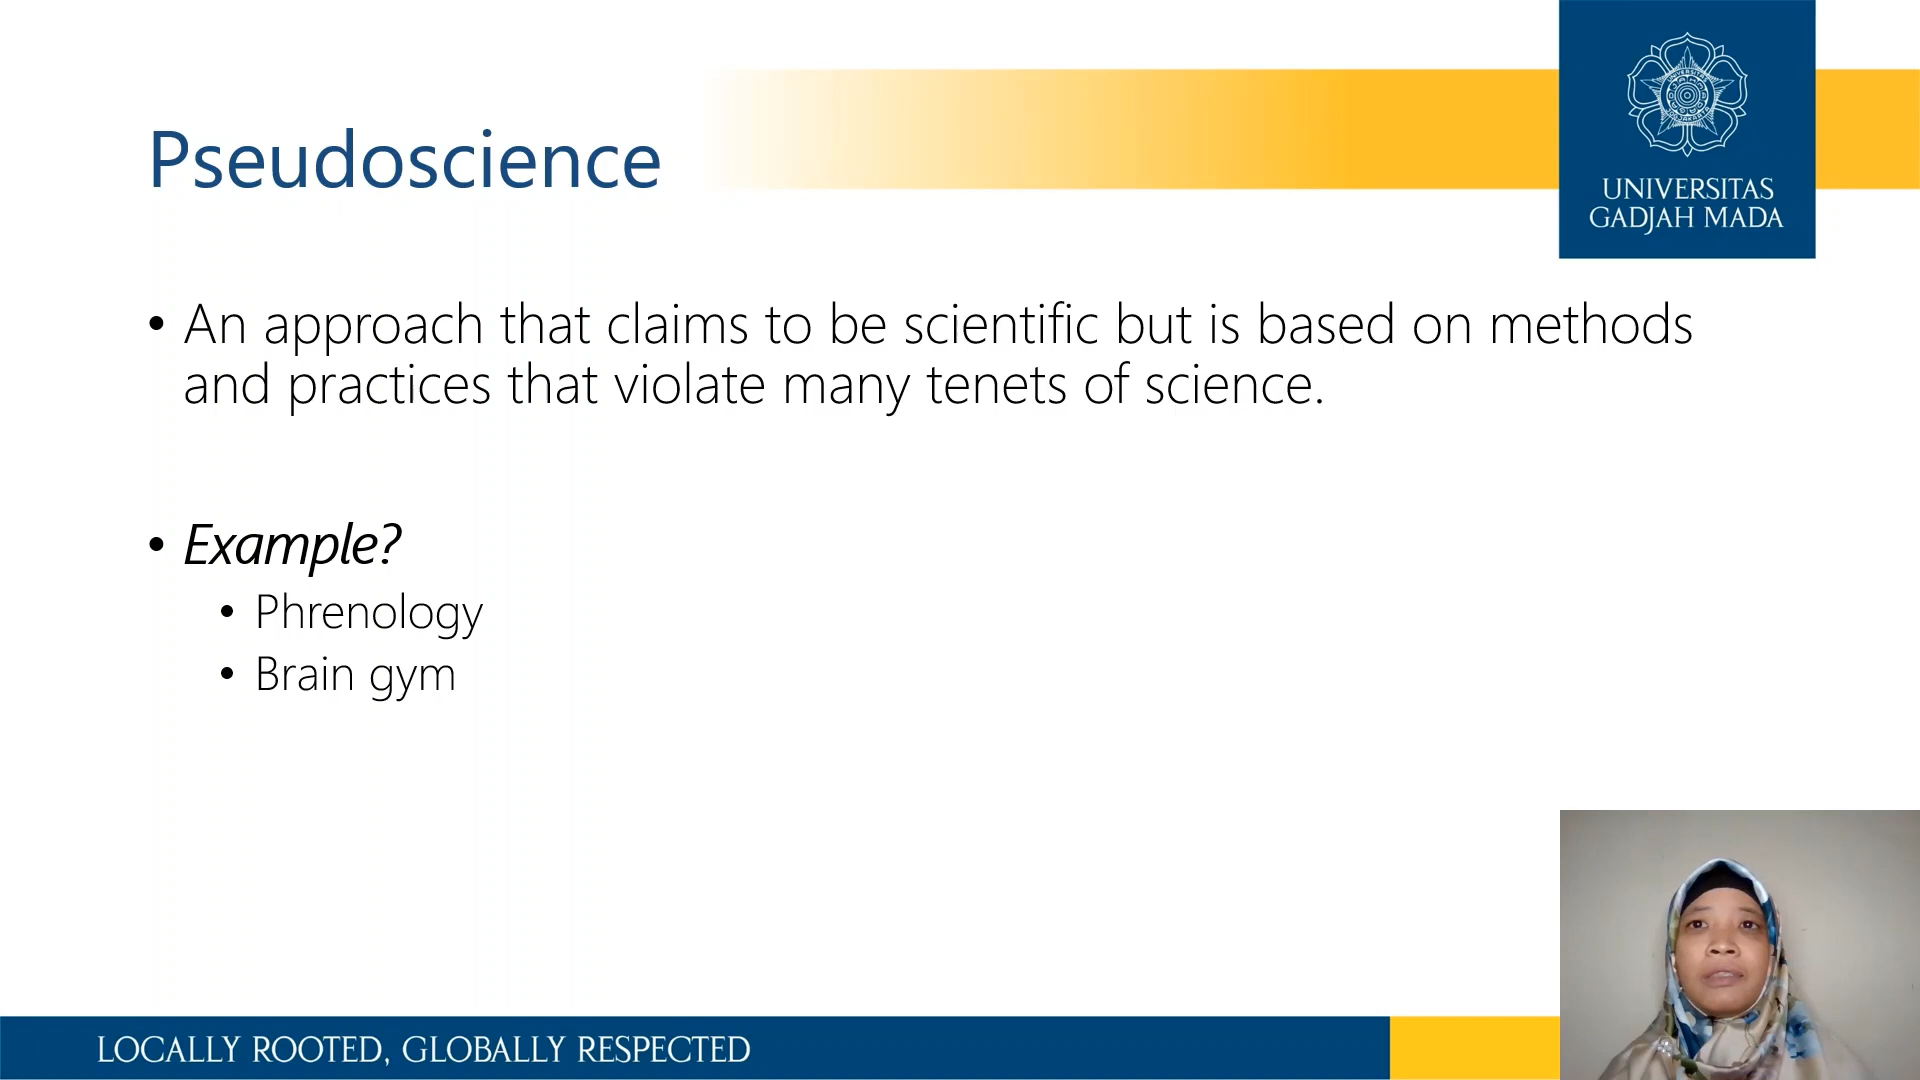 Pseudoscience
UNIVERSITAS
GADJAH MADA
• An approach that claims to be scientific but is based on methods
and practices that violate many tenets of science.
• Example?
• Phrenology
• Brain gym
LOCALLY ROOTED, GLOBALLY RESPECTED